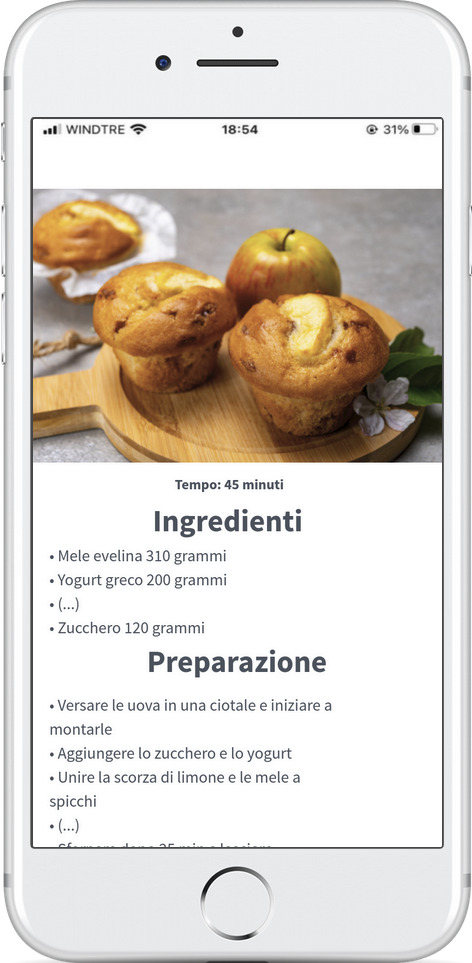 WINDTRE 18:54 31%
Tempo: 45 minuti
Ingredienti
• Mele evelina 310 grammi
• Yogurt greco 200 grammi
• (...)
• Zucchero 120 grammi
Preparazione
• Versare le uova in una ciotale e iniziare a
montarle
• Aggiungere lo zucchero e lo yogurt
• Unire la scorza di limone e le mele a
spicchi
• (...)